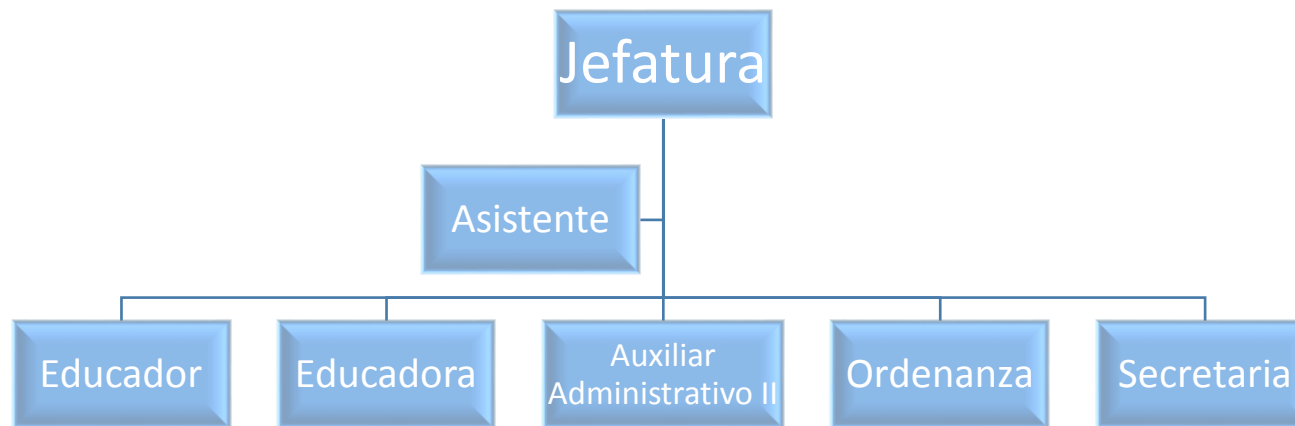 Jefatura
Asistente
Educador
Educadora
Auxiliar
Administrativo II
Ordenanza
Secretaria